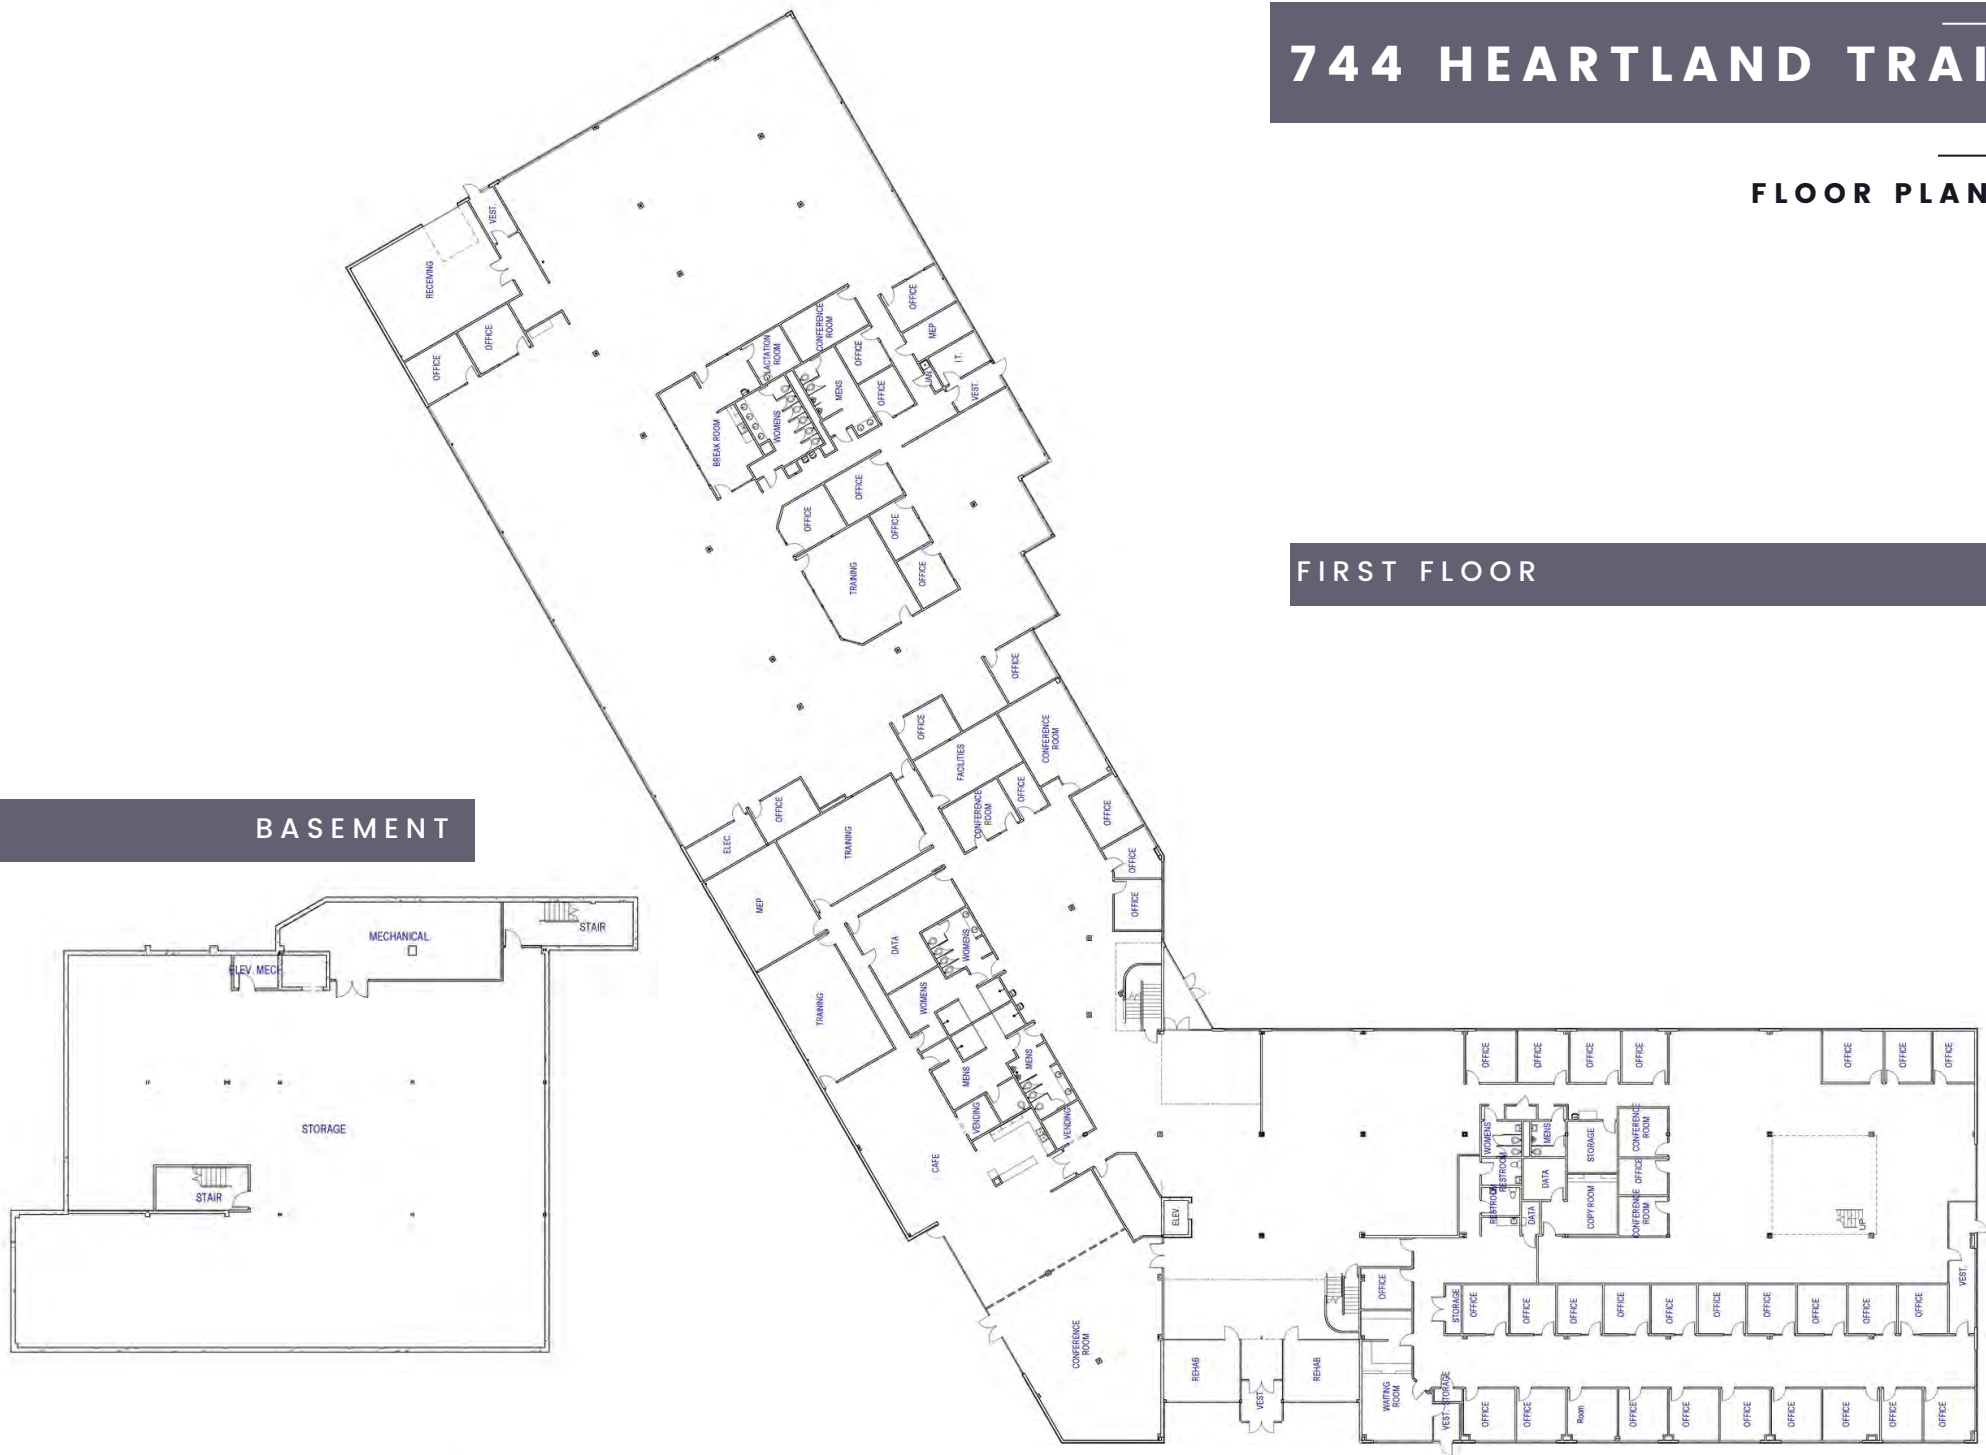 744 HEARTLAND TRAI
FLOOR PLAN
FIRST FLOOR
VEST.
RECEIVING
OFFICE
OFFICE
OFFICE
CONFERENCE
ROOM
MEP
LACTATION
ROOM
OFFICE
I.T.
JAN
MENS
OFFICE
VEST.
WOMENS
BREAK ROOM
OFFICE
OFFICE
OFFICE
TRAINING
OFFICE
OFFICE
OFFICE
CONFERENCE
ROOM
FACILITIES
OFFICE
CONFERENCE
ROOM
OFFICE
OFFICE
ELEC.
TRAINING
OFFICE
OFFICE
MEP
DATA
WOMENS
WOMENS
TRAINING
MENS
MENS
VENDING
VENDING
CAFE
ELEV.
CONFERENCE
ROOM
REHAB
VEST.
REHAB
OFFICE
WAITING
ROOM
OFFICE
OFFICE
OFFICE
OFFICE
OFFICE
OFFICE
OFFICE
WOMENS
MENS
STORAGE
CONFERENCE
ROOM
RESTROOM
DATA
OFFICE
RESTROOM
DATA
COPY ROOM
CONFERENCE
ROOM
UP
VEST.
STORAGE
OFFICE
OFFICE
OFFICE
OFFICE
OFFICE
OFFICE
OFFICE
OFFICE
OFFICE
OFFICE
STORAGE
VEST.
OFFICE
OFFICE
Room
OFFICE
OFFICE
OFFICE
OFFICE
OFFICE
OFFICE
OFFICE
BASEMENT
MECHANICAL
STAIR
ELEV. MECH.
STORAGE
STAIR